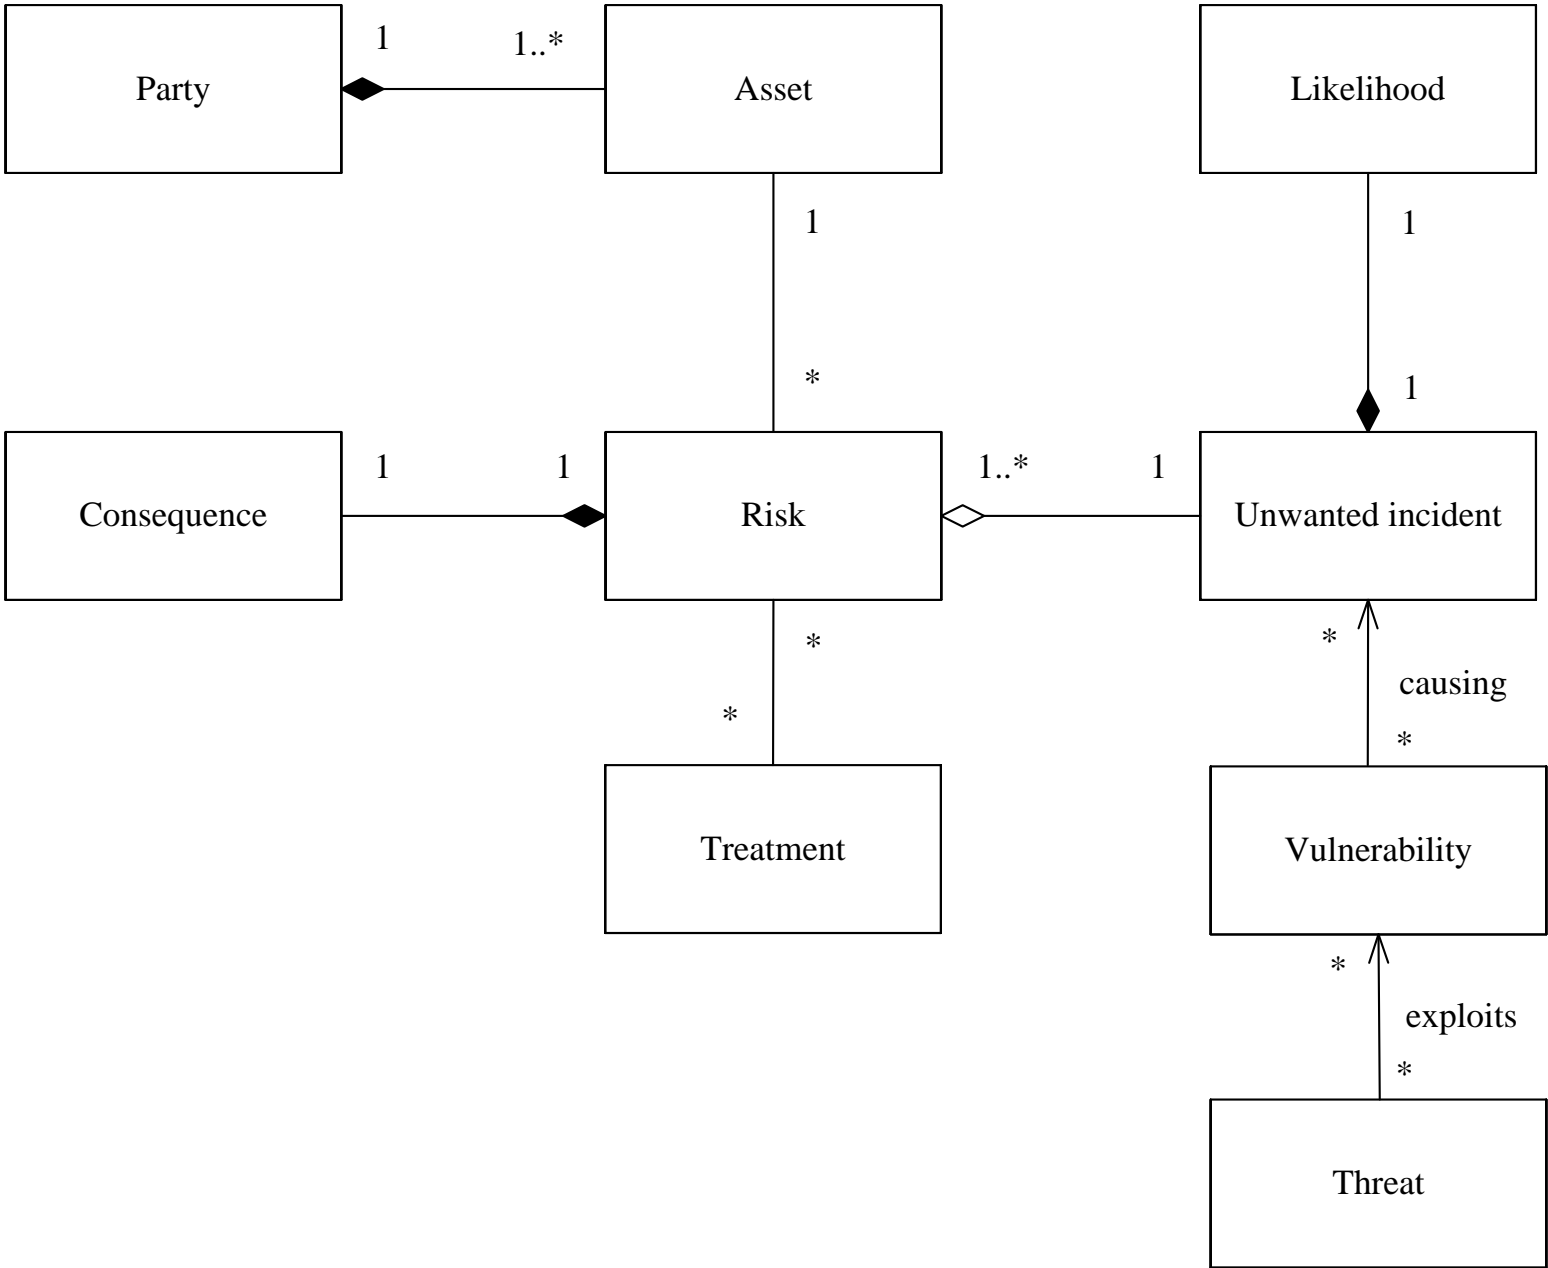 Party
1
1..*
Asset
Likelihood
1
*
1
1
Consequence
1
1
Risk
1..*
1
Unwanted incident
*
*
Treatment
*
causing
*
Vulnerability
*
exploits
*
Threat